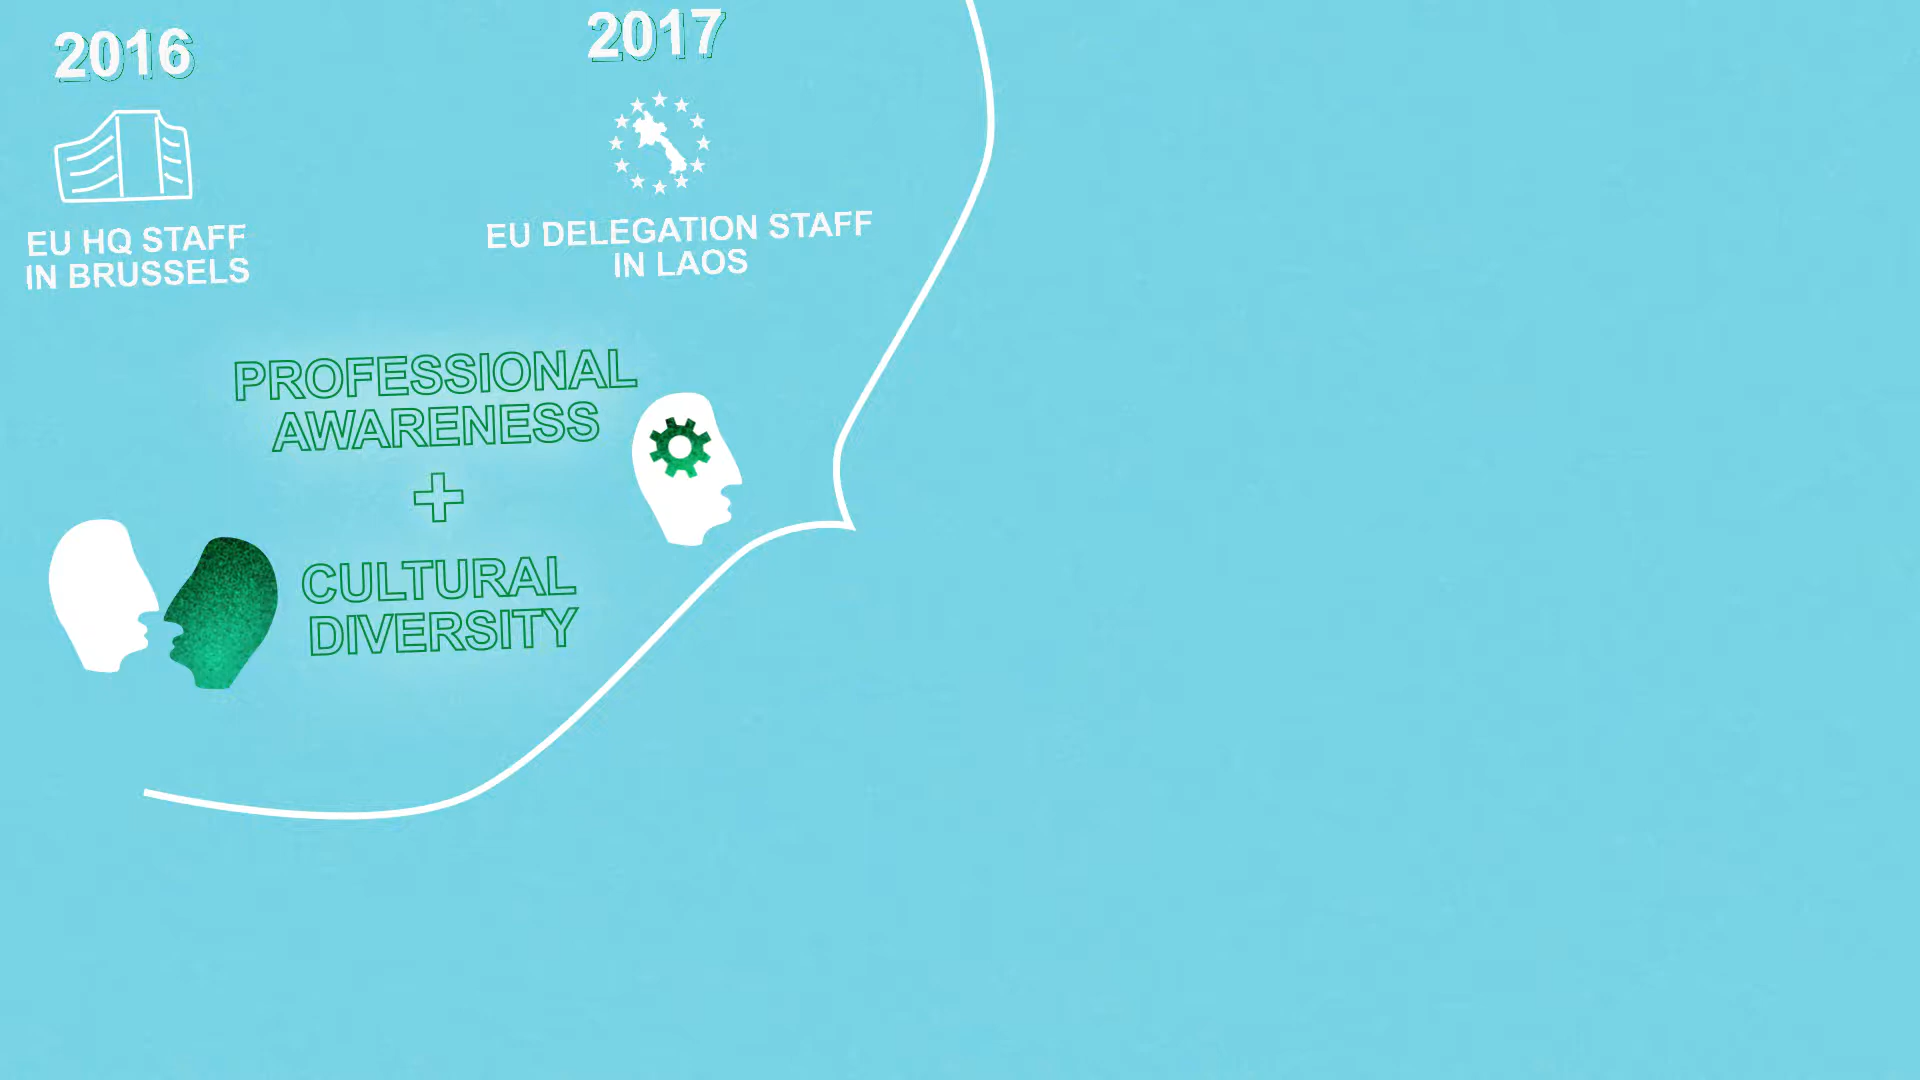 2016
EU HQ STAFF
IN BRUSSELS
2017
EU DELEGATION STAFF
IN LAOS
PROFESSIONAL
AWARENESS
+
CULTURAL
DIVERSITY